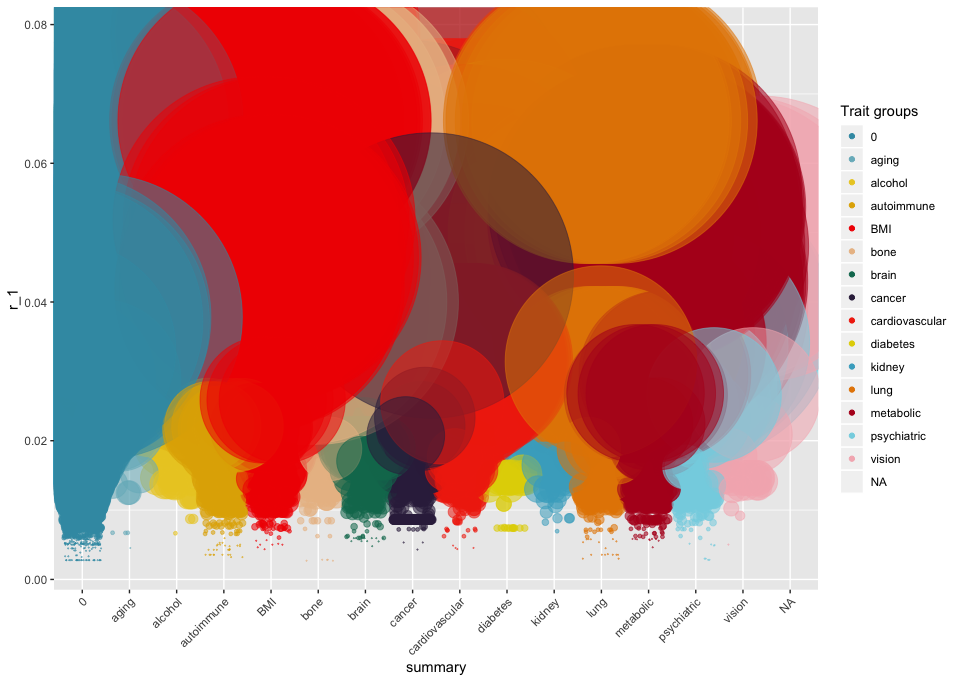 0.08
0.06
0.04
0.02
0.00
r_1
0
aging
alcohol
autoimmune
BMI
bone
brain
cancer
cardiovascular
diabetes
kidney
lung
metabolic
psychiatric
vision
NA
summary
Trait groups
0
aging
alcohol
autoimmune
BMI
bone
brain
cancer
cardiovascular
diabetes
kidney
lung
metabolic
psychiatric
vision
NA